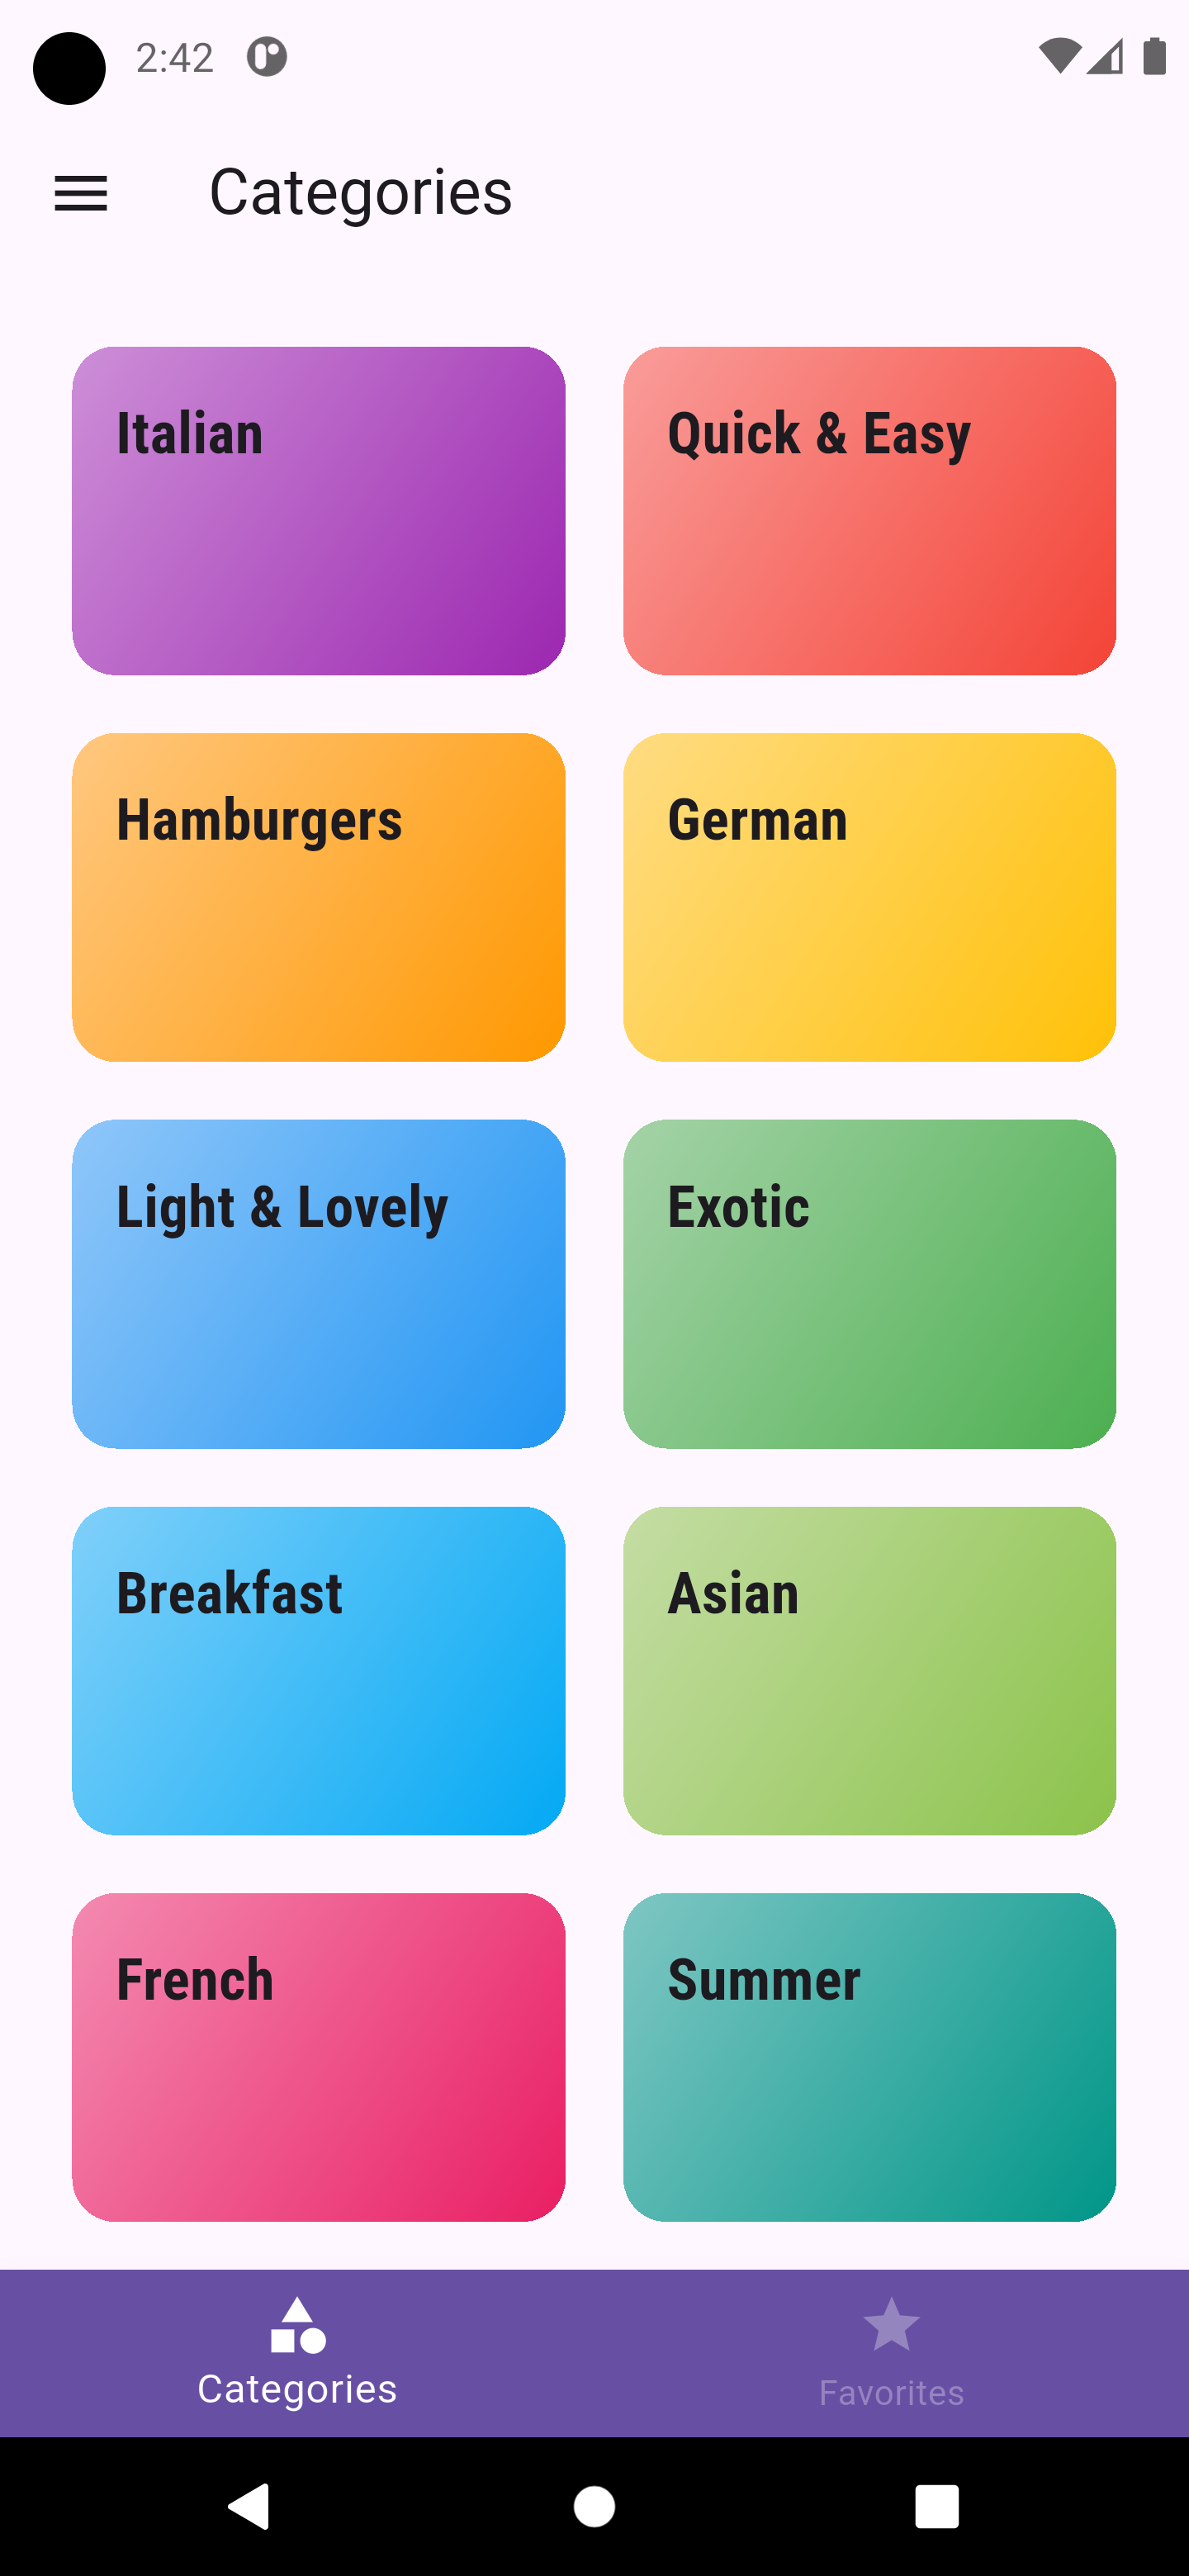 2:42
Categories
Italian
Quick & Easy
Hamburgers
German
Light & Lovely
Exotic
Breakfast
Asian
French
Summer
Categories
Favorites